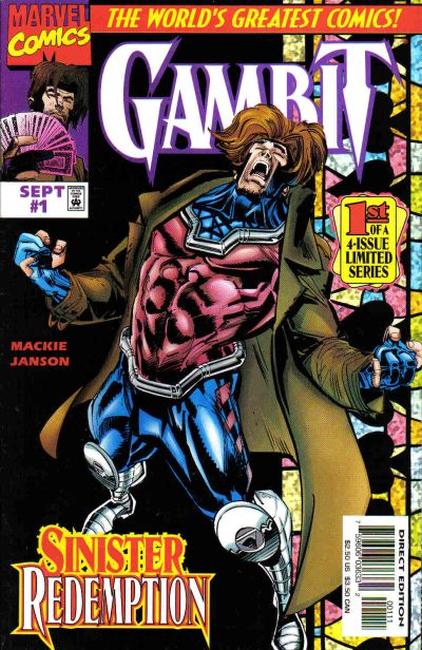 MARVEL
COMICS
THE WORLD'S GREATEST COMICS!
GAMBIT
SEPT
#1
1st
OF A
4-ISSUE
LIMITED
SERIES
MACKIE
JANSON
SINISTER
REDEMPTION
$2.50 US $3.50 CAN
00111
DIRECT EDITION